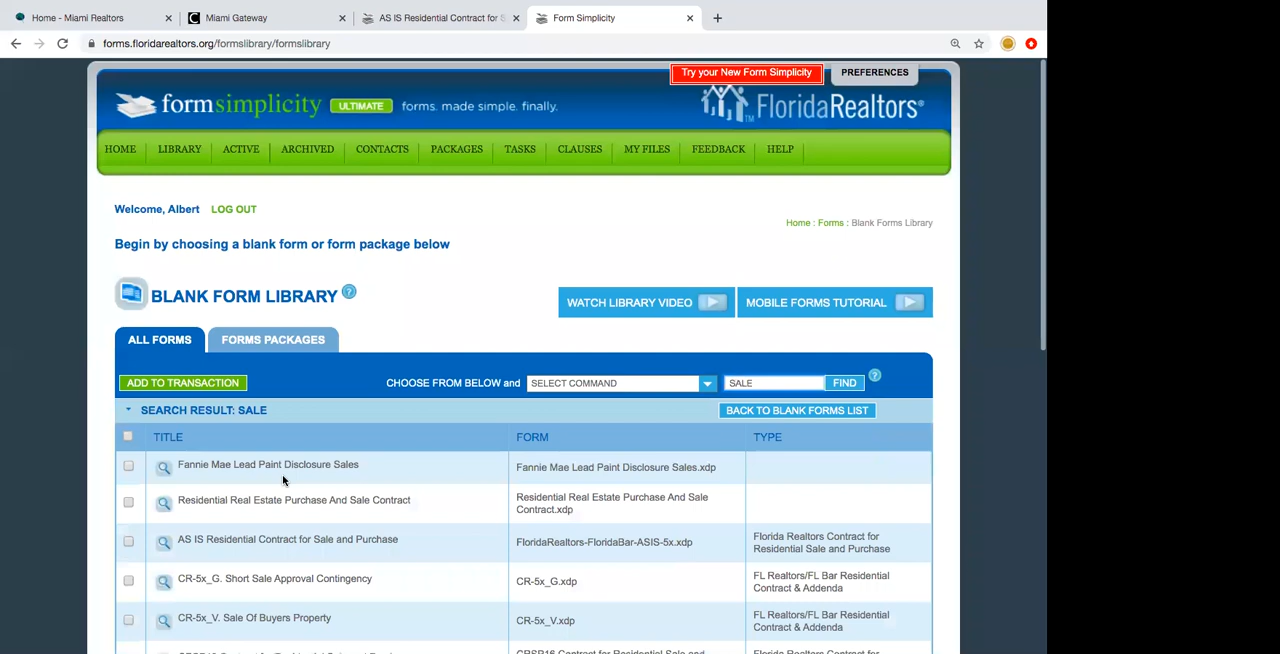 Home - Miami Realtors
Miami Gateway
AS IS Residential Contract for S
Form Simplicity
forms.floridarealtors.org/formslibrary/formslibrary
Try your New Form Simplicity
PREFERENCES
formsimplicity ULTIMATE forms. made simple. finally.
FloridaRealtors®
HOME LIBRARY ACTIVE ARCHIVED CONTACTS PACKAGES TASKS CLAUSES MY FILES FEEDBACK HELP
Welcome, Albert LOG OUT
Home : Forms : Blank Forms Library
Begin by choosing a blank form or form package below
BLANK FORM LIBRARY ?
WATCH LIBRARY VIDEO
MOBILE FORMS TUTORIAL
ALL FORMS
FORMS PACKAGES
ADD TO TRANSACTION
CHOOSE FROM BELOW and SELECT COMMAND
SALE
FIND
?
SEARCH RESULT: SALE
BACK TO BLANK FORMS LIST
TITLE FORM TYPE
Fannie Mae Lead Paint Disclosure Sales
Fannie Mae Lead Paint Disclosure Sales.xdp
Residential Real Estate Purchase And Sale Contract
Residential Real Estate Purchase And Sale
Contract.xdp
AS IS Residential Contract for Sale and Purchase
FloridaRealtors-FloridaBar-ASIS-5x.xdp
Florida Realtors Contract for
Residential Sale and Purchase
CR-5x_G. Short Sale Approval Contingency
CR-5x_G.xdp
FL Realtors/FL Bar Residential
Contract & Addenda
CR-5x_V. Sale Of Buyers Property
CR-5x_V.xdp
FL Realtors/FL Bar Residential
Contract & Addenda